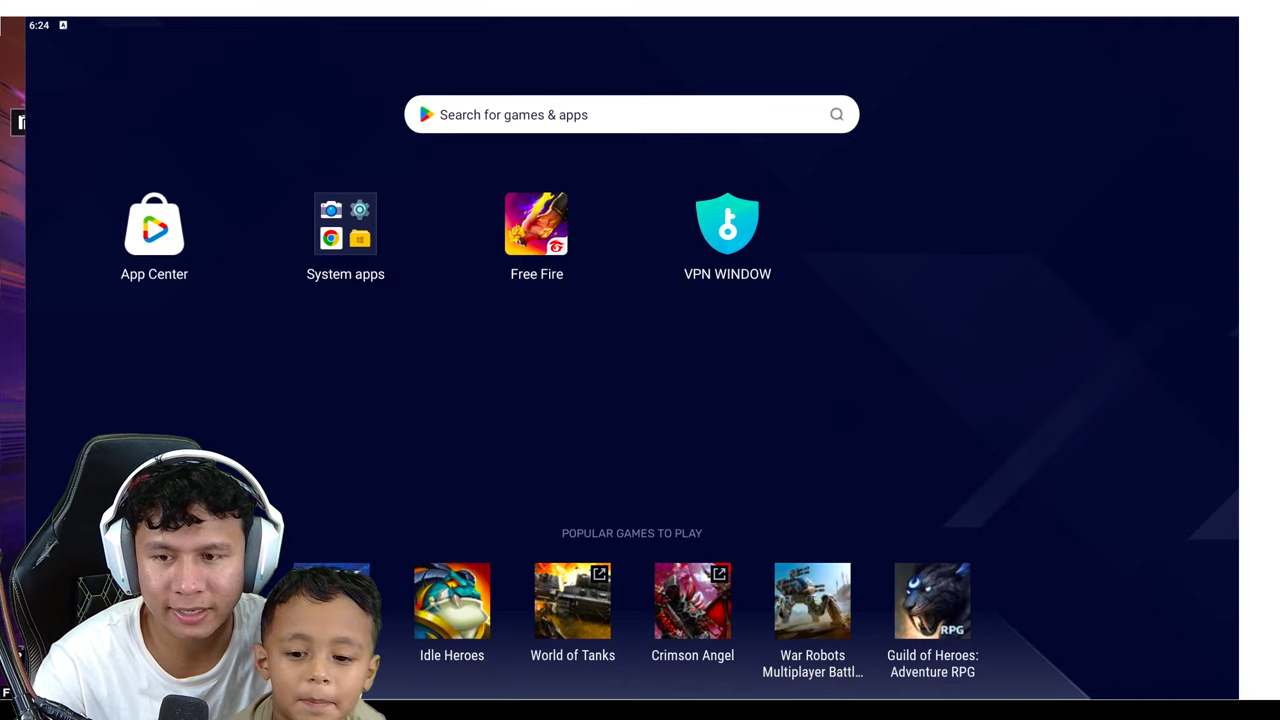 6:24 A
Search for games & apps
App Center
System apps
Free Fire
VPN WINDOW
POPULAR GAMES TO PLAY
RPG
Idle Heroes
World of Tanks
Crimson Angel
War Robots
Multiplayer Battl...
Guild of Heroes:
Adventure RPG
F